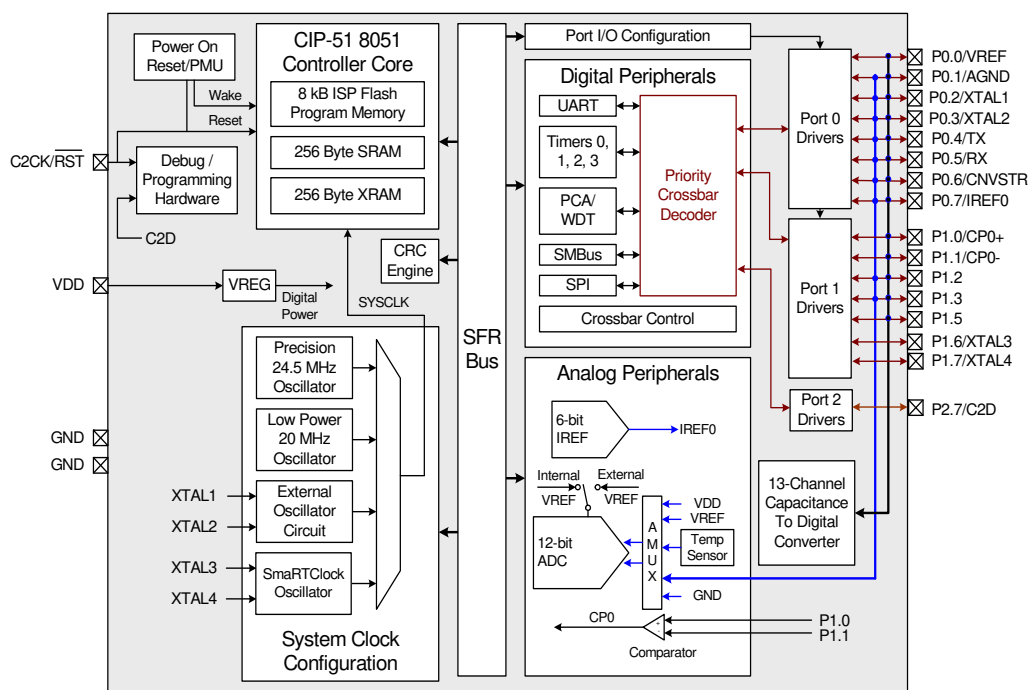 Power On
Reset/PMU
Wake
Reset
C2CK/RST
Debug /
Programming
Hardware
C2D
VDD
VREG
Digital
Power
SYSCLK
GND
GND
XTAL1
XTAL2
XTAL3
XTAL4
CIP-51 8051
Controller Core
8 kB ISP Flash
Program Memory
256 Byte SRAM
256 Byte XRAM
CRC
Engine
Precision
24.5 MHz
Oscillator
Low Power
20 MHz
Oscillator
External
Oscillator
Circuit
SmaRTClock
Oscillator
System Clock
Configuration
SFR
Bus
Port I/O Configuration
Digital Peripherals
UART
Timers 0,
1, 2, 3
PCA/
WDT
SMBus
SPI
Priority
Crossbar
Decoder
Crossbar Control
Analog Peripherals
6-bit
IREF
IREF0
Internal
External
VREF
VREF
12-bit
ADC
A
M
U
X
VDD
VREF
Temp
Sensor
GND
CP0
+
-
Comparator
P1.0
P1.1
Port 0
Drivers
Port 1
Drivers
Port 2
Drivers
13-Channel
Capacitance
To Digital
Converter
P0.0/VREF
P0.1/AGND
P0.2/XTAL1
P0.3/XTAL2
P0.4/TX
P0.5/RX
P0.6/CNVSTR
P0.7/IREF0
P1.0/CP0+
P1.1/CP0-
P1.2
P1.3
P1.5
P1.6/XTAL3
P1.7/XTAL4
P2.7/C2D